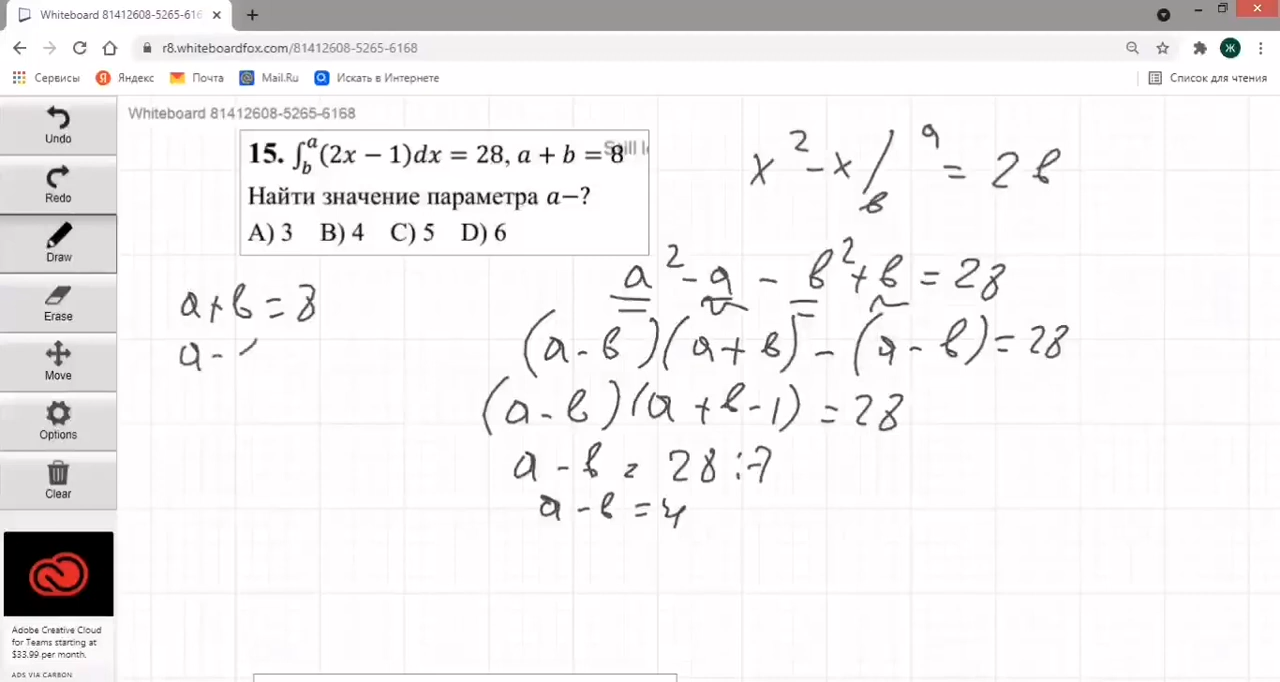 Whiteboard 81412608-5265-616
r8.whiteboardfox.com/81412608-5265-6168
Ж
Сервисы Яндекс Почта Mail.Ru Искать в Интернете Список для чтения
Whiteboard 81412608-5265-6168
Undo
Redo
Draw
Erase
Move
Options
Clear
Adobe Creative Cloud
for Teams starting at
$33.99 per month.
ADS VIA CARBON
15. ∫_b^a (2x − 1)dx = 28, a + b = 8
Найти значение параметра a−?
A) 3 B) 4 C) 5 D) 6
x² - x / ᵃ_в = 28
a² - a - в² + в = 28
(a - в)(a + в) - (a - в) = 28
(a - в)(a + в - 1) = 28
a - в = 28 : 7
a - в = 4
a + в = 8
a -